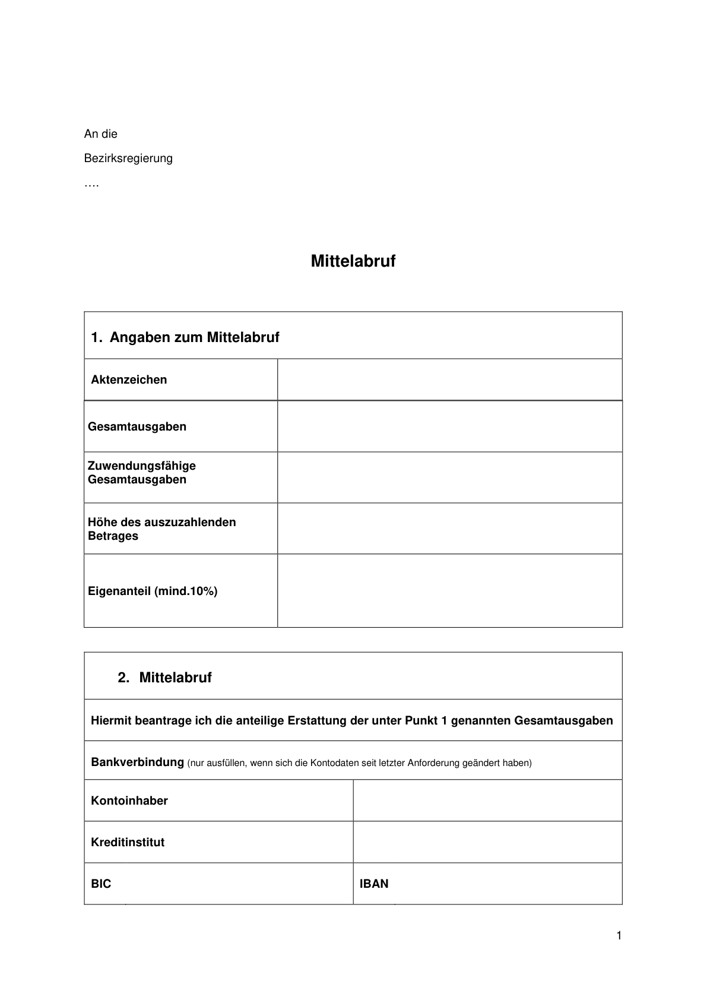 An die
Bezirksregierung
….
Mittelabruf
1. Angaben zum Mittelabruf
Aktenzeichen
Gesamtausgaben
Zuwendungsfähige
Gesamtausgaben
Höhe des auszuzahlenden
Betrages
Eigenanteil (mind.10%)
2. Mittelabruf
Hiermit beantrage ich die anteilige Erstattung der unter Punkt 1 genannten Gesamtausgaben
Bankverbindung (nur ausfüllen, wenn sich die Kontodaten seit letzter Anforderung geändert haben)
Kontoinhaber
Kreditinstitut
BIC IBAN
1